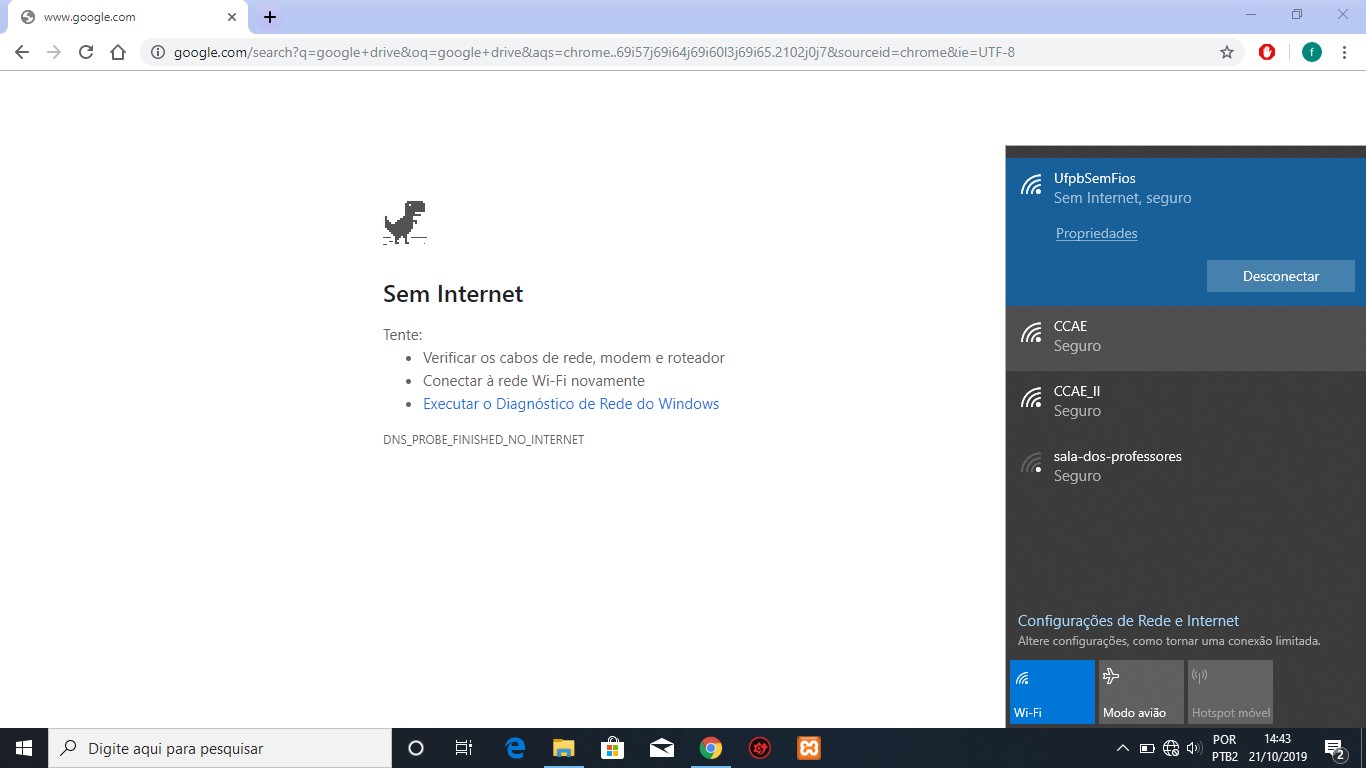 www.google.com
google.com/search?q=google+drive&oq=google+drive&aqs=chrome..69i57j69i64j69i60l3j69i65.2102j0j7&sourceid=chrome&ie=UTF-8
f
Sem Internet
Tente:
Verificar os cabos de rede, modem e roteador
Conectar à rede Wi-Fi novamente
Executar o Diagnóstico de Rede do Windows
DNS_PROBE_FINISHED_NO_INTERNET
UfpbSemFios
Sem Internet, seguro
Propriedades
Desconectar
CCAE
Seguro
CCAE_II
Seguro
sala-dos-professores
Seguro
Configurações de Rede e Internet
Altere configurações, como tornar uma conexão limitada.
Wi-Fi
Modo avião
Hotspot móvel
Digite aqui para pesquisar
POR
PTB2
14:43
21/10/2019
2